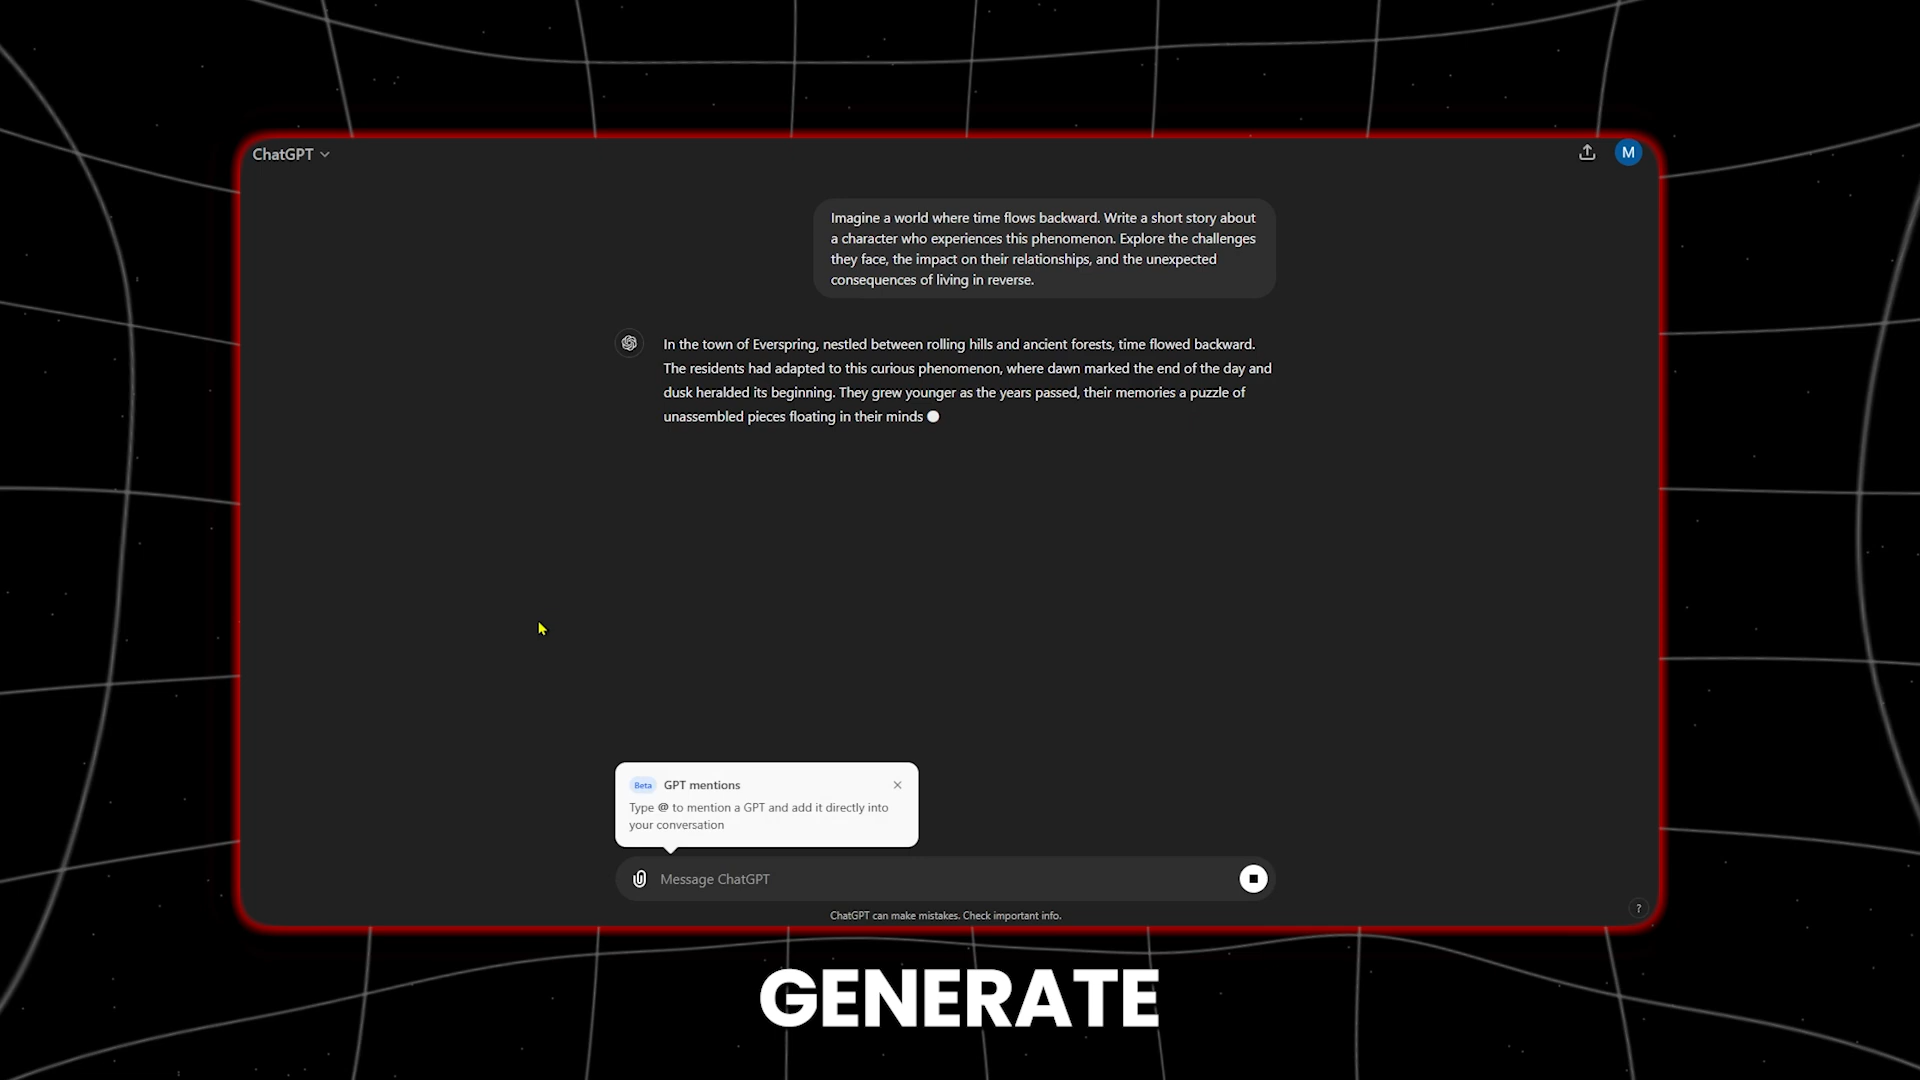 ChatGPT
M
Imagine a world where time flows backward. Write a short story about
a character who experiences this phenomenon. Explore the challenges
they face, the impact on their relationships, and the unexpected
consequences of living in reverse.
In the town of Everspring, nestled between rolling hills and ancient forests, time flowed backward.
The residents had adapted to this curious phenomenon, where dawn marked the end of the day and
dusk heralded its beginning. They grew younger as the years passed, their memories a puzzle of
unassembled pieces floating in their minds
Beta GPT mentions
Type @ to mention a GPT and add it directly into
your conversation
Message ChatGPT
ChatGPT can make mistakes. Check important info.
?
GENERATE